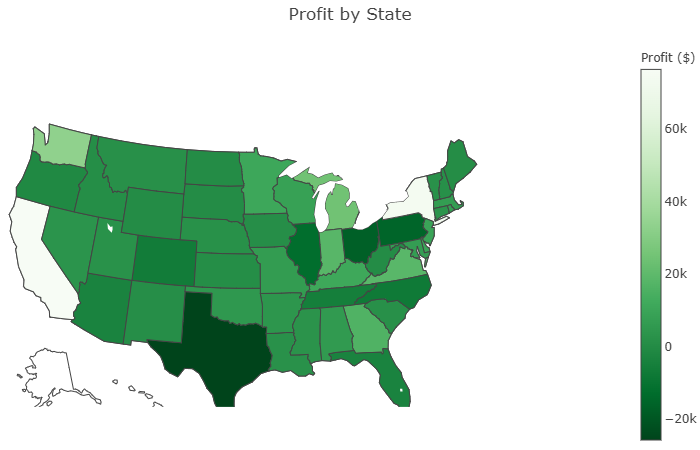 Profit by State
Profit ($)
60k
40k
20k
0
−20k